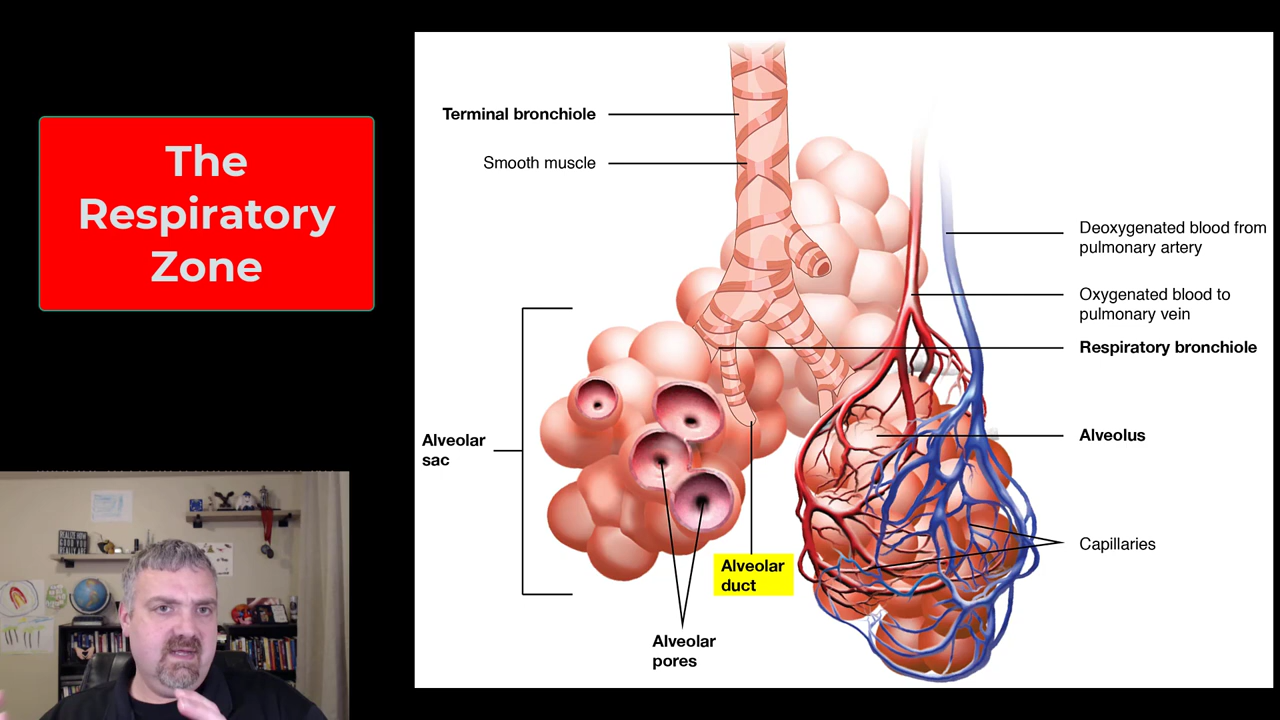 The
Respiratory
Zone
Terminal bronchiole
Smooth muscle
Deoxygenated blood from
pulmonary artery
Oxygenated blood to
pulmonary vein
Respiratory bronchiole
Alveolar
sac
Alveolus
Capillaries
Alveolar
duct
Alveolar
pores